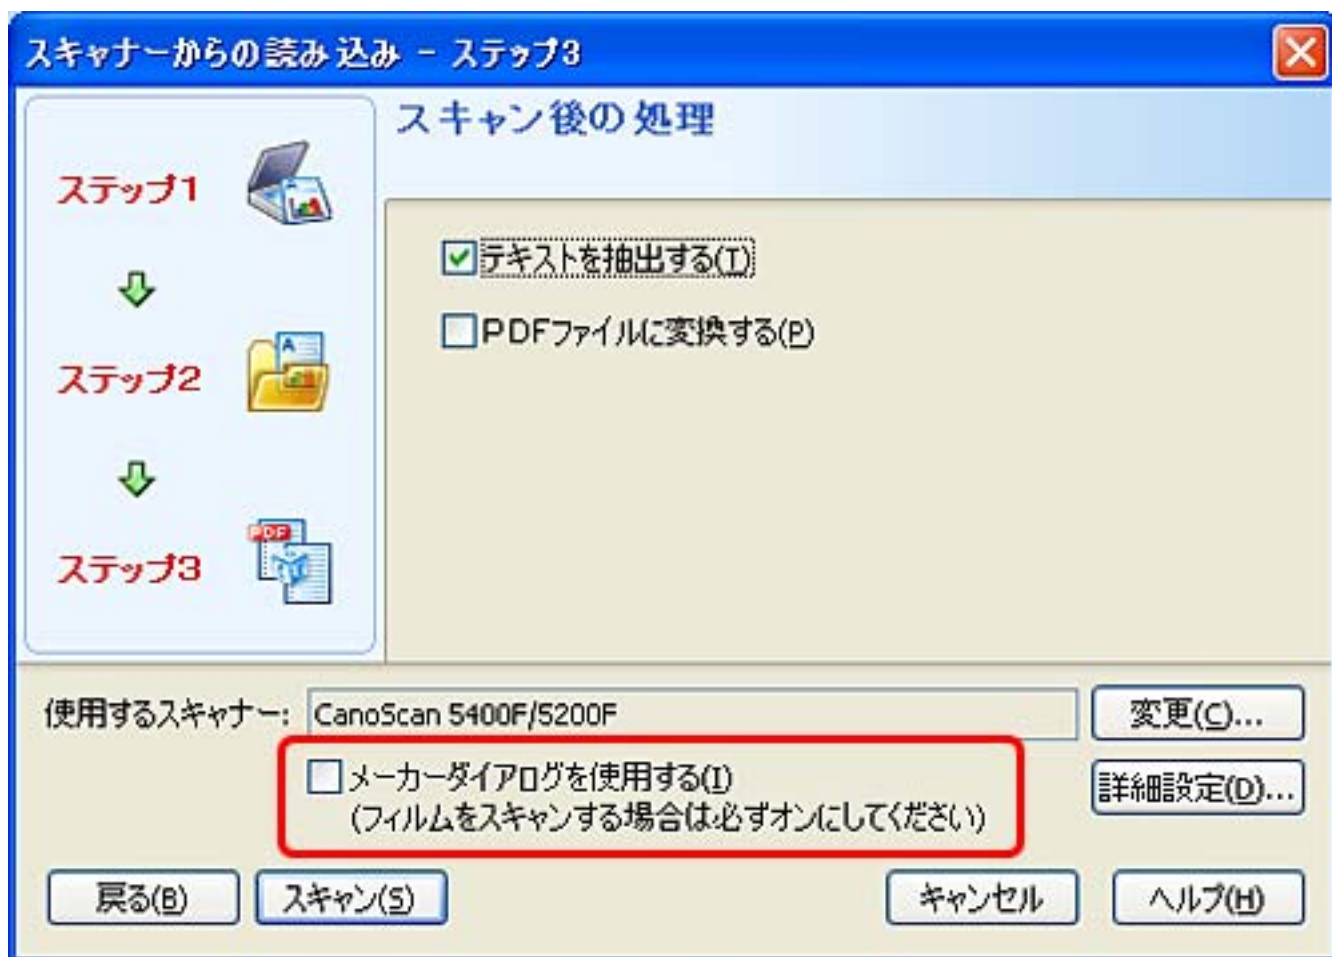 スキャナーからの読み込み - ステップ3
スキャン後の処理
ステップ1
ステップ2
PDF
ステップ3
テキストを抽出する(T)
PDFファイルに変換する(P)
使用するスキャナー: CanoScan 5400F/5200F 変更(C)...
メーカーダイアログを使用する(I)
(フィルムをスキャンする場合は必ずオンにしてください)
詳細設定(D)...
戻る(B) スキャン(S) キャンセル ヘルプ(H)